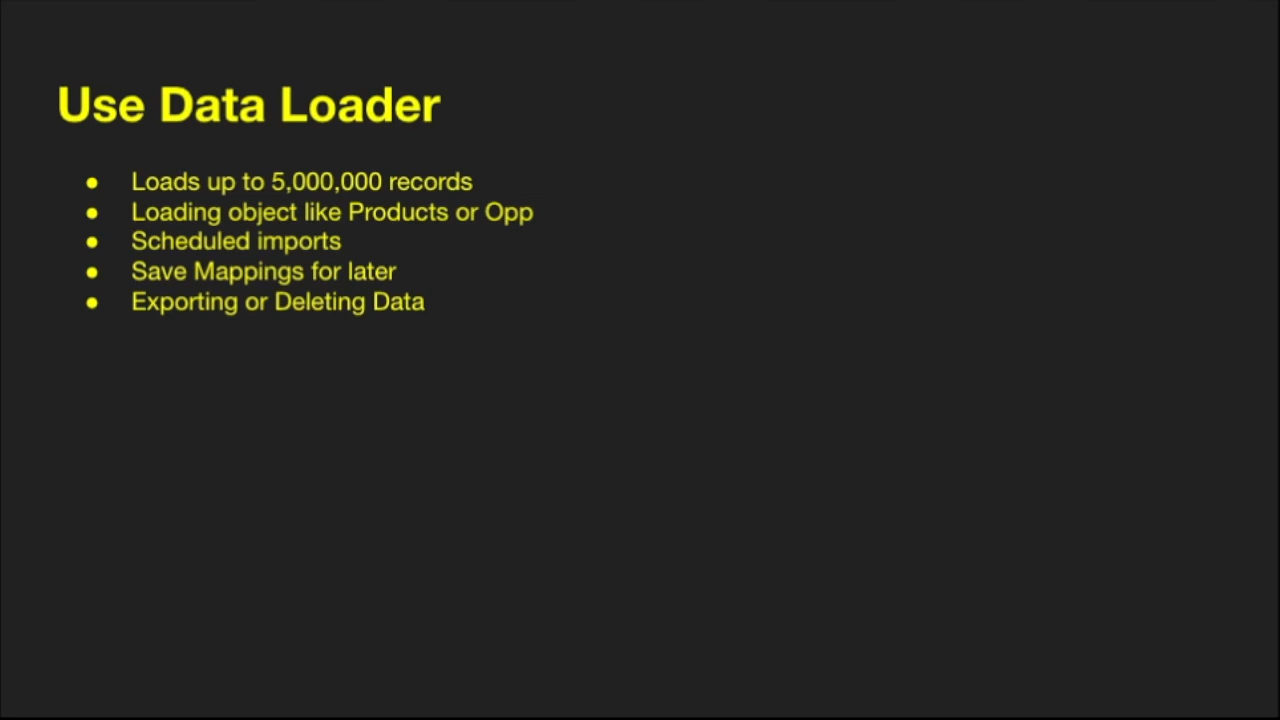 Use Data Loader
● Loads up to 5,000,000 records
● Loading object like Products or Opp
● Scheduled imports
● Save Mappings for later
● Exporting or Deleting Data